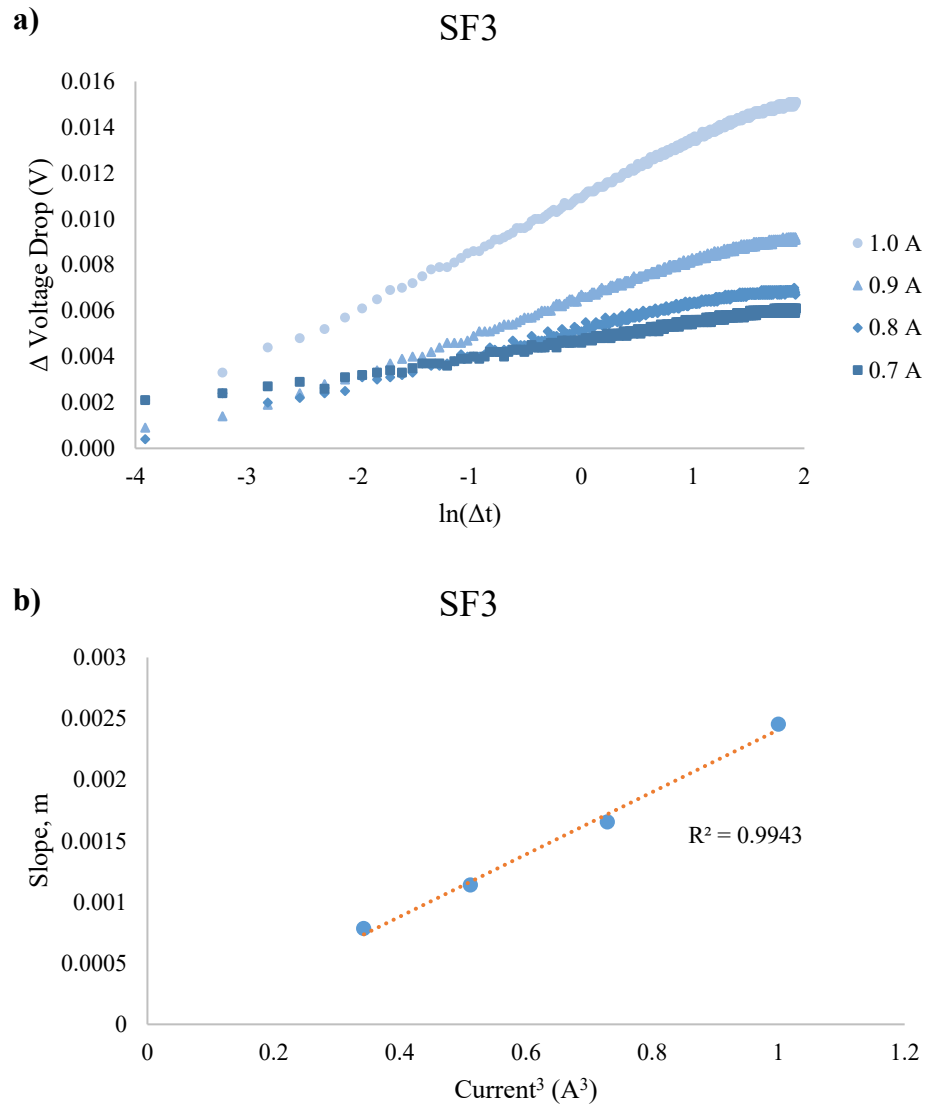 a)
SF3
0.016
0.014
0.012
0.010
0.008
0.006
0.004
0.002
0.000
Δ Voltage Drop (V)
-4 -3 -2 -1 0 1 2
ln(Δt)
1.0 A
0.9 A
0.8 A
0.7 A
b)
SF3
0.003
0.0025
0.002
0.0015
0.001
0.0005
0
Slope, m
R² = 0.9943
0 0.2 0.4 0.6 0.8 1 1.2
Current³ (A³)